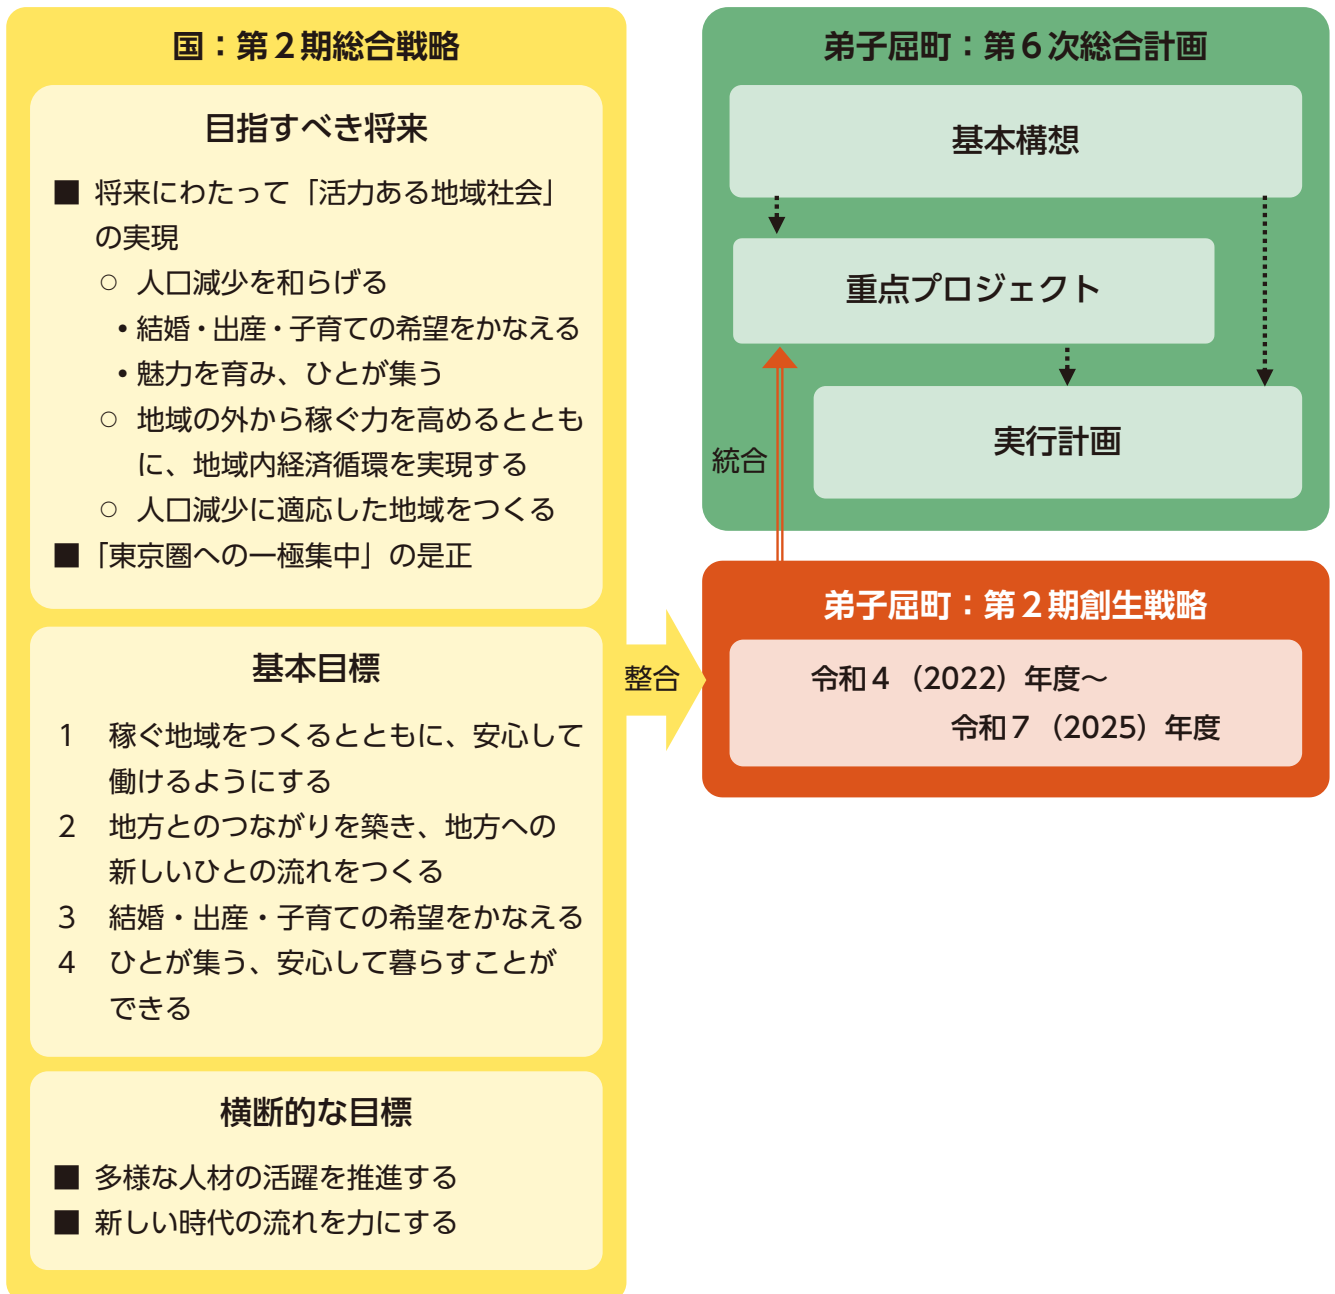 国：第２期総合戦略
目指すべき将来
■ 将来にわたって「活力ある地域社会」
の実現
○ 人口減少を和らげる
・結婚・出産・子育ての希望をかなえる
・魅力を育み、ひとが集う
○ 地域の外から稼ぐ力を高めるととも
に、地域内経済循環を実現する
○ 人口減少に適応した地域をつくる
■「東京圏への一極集中」の是正
基本目標
1 稼ぐ地域をつくるとともに、安心して
働けるようにする
2 地方とのつながりを築き、地方への
新しいひとの流れをつくる
3 結婚・出産・子育ての希望をかなえる
4 ひとが集う、安心して暮らすことが
できる
横断的な目標
■ 多様な人材の活躍を推進する
■ 新しい時代の流れを力にする
整合
弟子屈町：第６次総合計画
基本構想
重点プロジェクト
実行計画
統合
弟子屈町：第２期創生戦略
令和４（2022）年度～
令和７（2025）年度